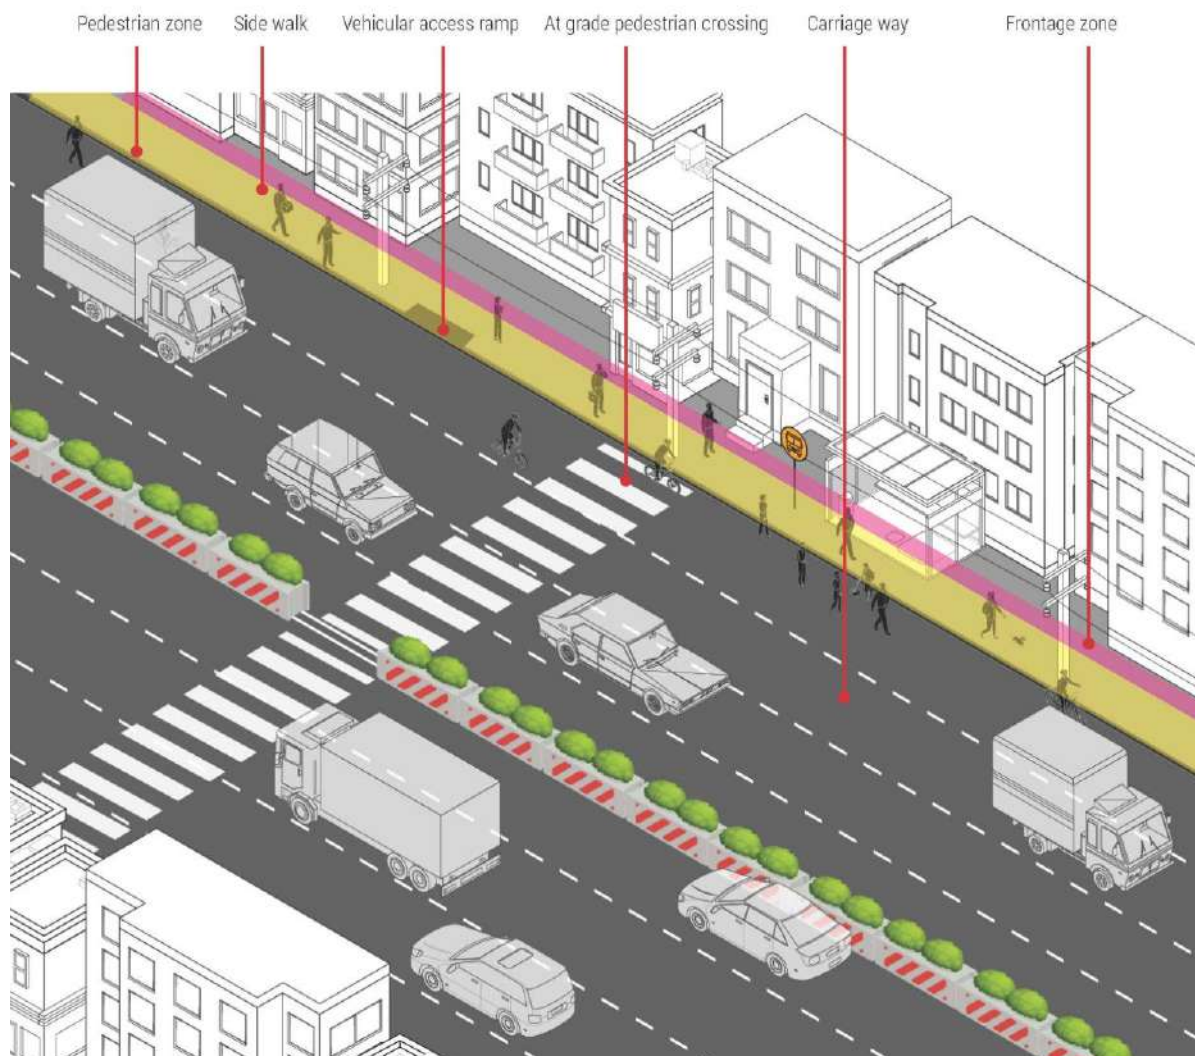 Pedestrian zone
Side walk
Vehicular access ramp
At grade pedestrian crossing
Carriage way
Frontage zone